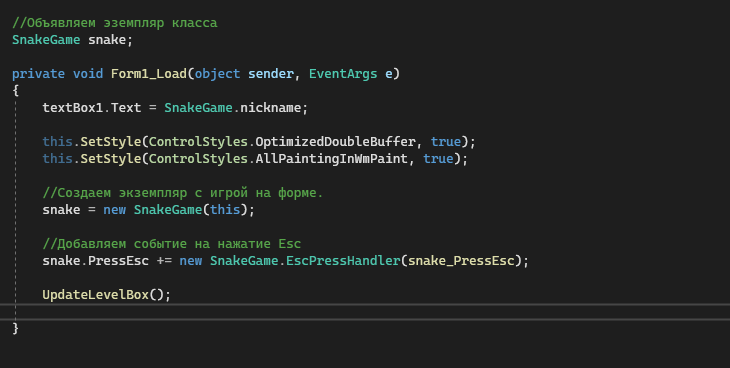 //Объявляем эземпляр класса
SnakeGame snake;
private void Form1_Load(object sender, EventArgs e)
{
textBox1.Text = SnakeGame.nickname;
this.SetStyle(ControlStyles.OptimizedDoubleBuffer, true);
this.SetStyle(ControlStyles.AllPaintingInWmPaint, true);
//Создаем экземпляр с игрой на форме.
snake = new SnakeGame(this);
//Добавляем событие на нажатие Esc
snake.PressEsc += new SnakeGame.EscPressHandler(snake_PressEsc);
UpdateLevelBox();
}